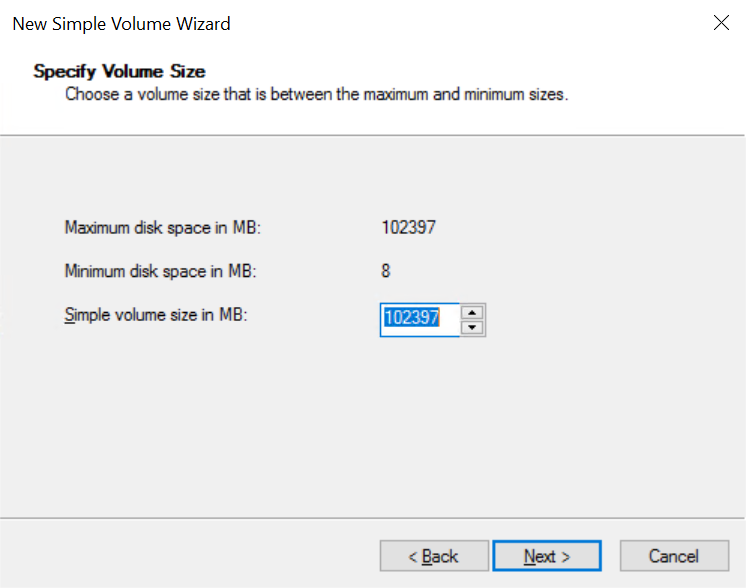 New Simple Volume Wizard
Specify Volume Size
Choose a volume size that is between the maximum and minimum sizes.
Maximum disk space in MB: 102397
Minimum disk space in MB: 8
Simple volume size in MB: 102397
< Back Next > Cancel